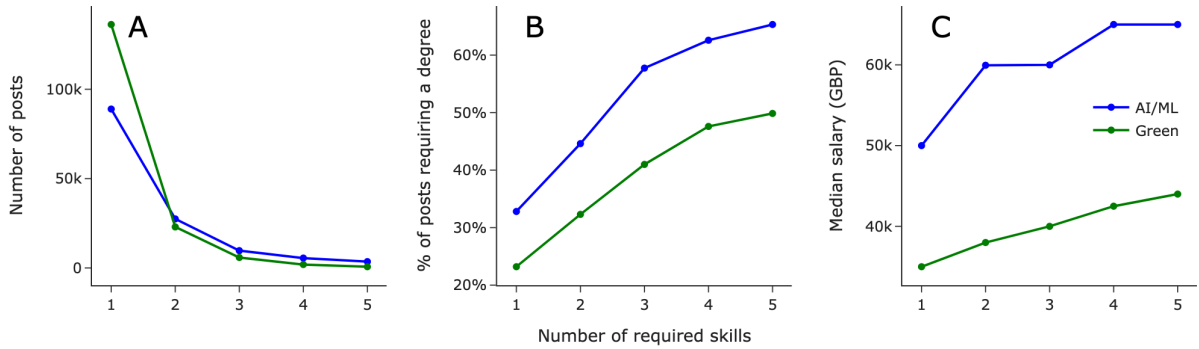 A
Number of posts
100k
50k
0
1 2 3 4 5
B
% of posts requiring a degree
60%
50%
40%
30%
20%
1 2 3 4 5
Number of required skills
C
Median salary (GBP)
60k
50k
40k
1 2 3 4 5
AI/ML
Green